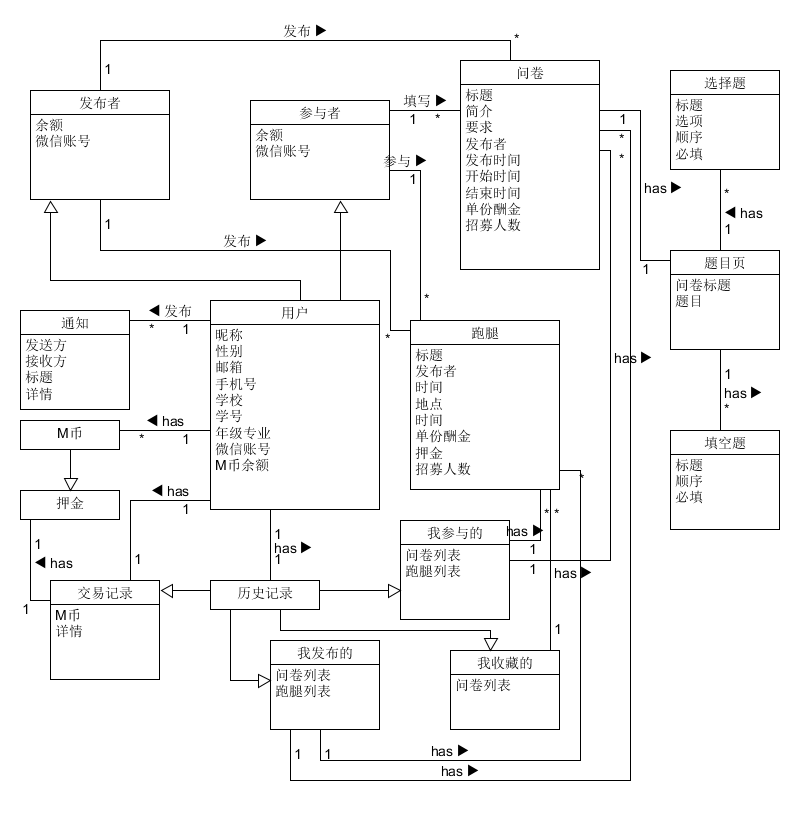 发布 ▶
*
1
发布者
余额
微信账号
参与者
余额
微信账号
填写 ▶
1
*
参与 ▶
1
问卷
标题
简介
要求
发布者
发布时间
开始时间
结束时间
单份酬金
招募人数
1
*
*
选择题
标题
选项
顺序
必填
has ▶
*
◀ has
1
1
题目页
问卷标题
题目
1
has ▶
*
填空题
标题
顺序
必填
1
发布 ▶
*
*
通知
发送方
接收方
标题
详情
◀ 发布
*
1
用户
昵称
性别
邮箱
手机号
学校
学号
年级专业
微信账号
M币余额
跑腿
标题
发布者
时间
地点
时间
单份酬金
押金
招募人数
has ▶
*
* *
M币
◀ has
*
1
押金
◀ has
1
1
1
◀ has
1
交易记录
M币
详情
1
has ▶
1
历史记录
我参与的
问卷列表
跑腿列表
has ▶
1
1
has ▶
我发布的
问卷列表
跑腿列表
1
我收藏的
问卷列表
1
1
has ▶
has ▶